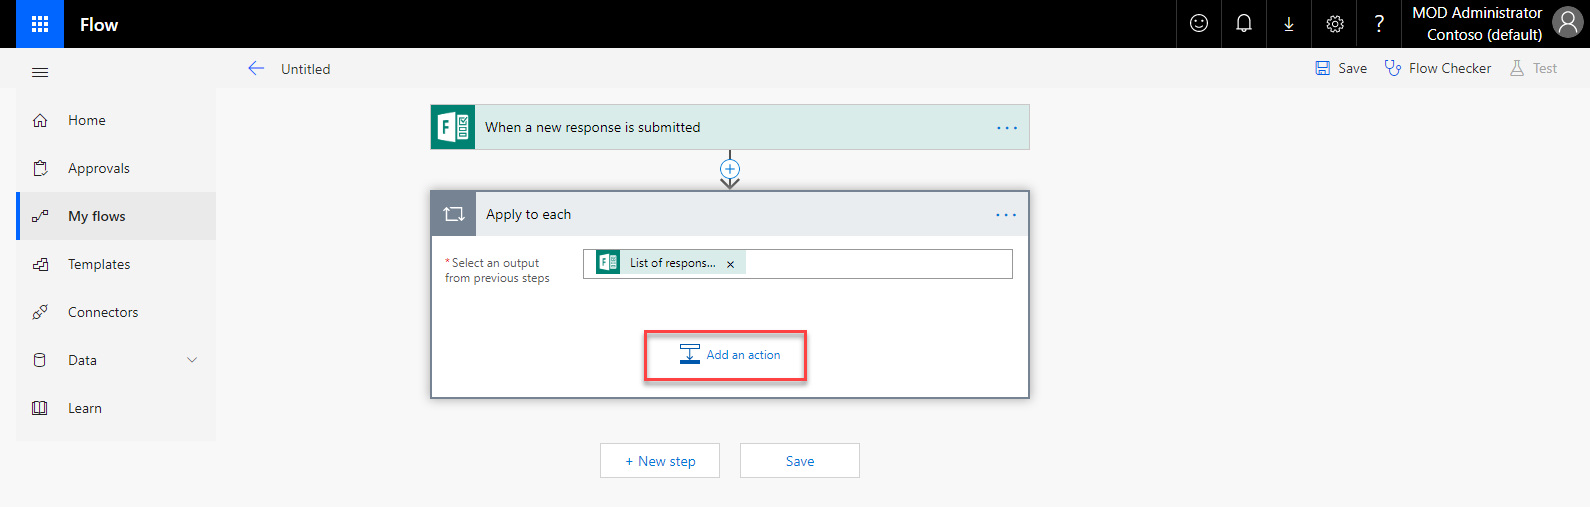 Flow
?
MOD Administrator
Contoso (default)
Untitled
Save
Flow Checker
Test
Home
Approvals
My flows
Templates
Connectors
Data
Learn
F
When a new response is submitted
...
Apply to each
...
* Select an output
from previous steps
F
List of respons... x
Add an action
+ New step
Save